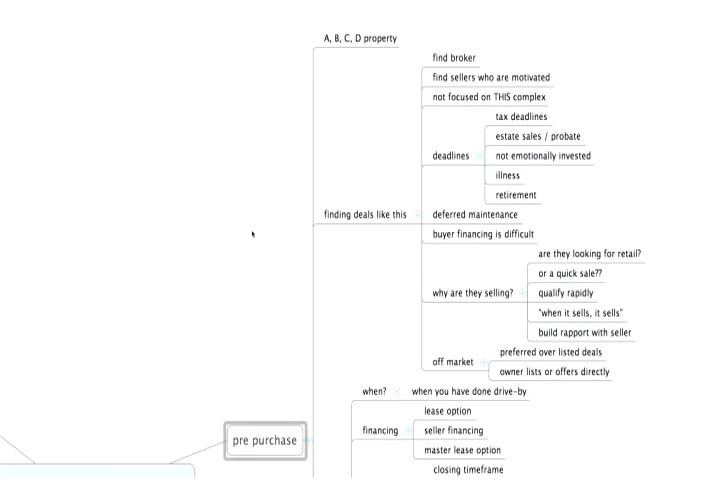 A, B, C, D property
find broker
find sellers who are motivated
not focused on THIS complex
tax deadlines
estate sales / probate
deadlines
not emotionally invested
illness
retirement
finding deals like this
deferred maintenance
buyer financing is difficult
are they looking for retail?
or a quick sale??
why are they selling?
qualify rapidly
"when it sells, it sells"
build rapport with seller
off market
preferred over listed deals
owner lists or offers directly
when?
when you have done drive-by
lease option
financing
seller financing
pre purchase
master lease option
closing timeframe